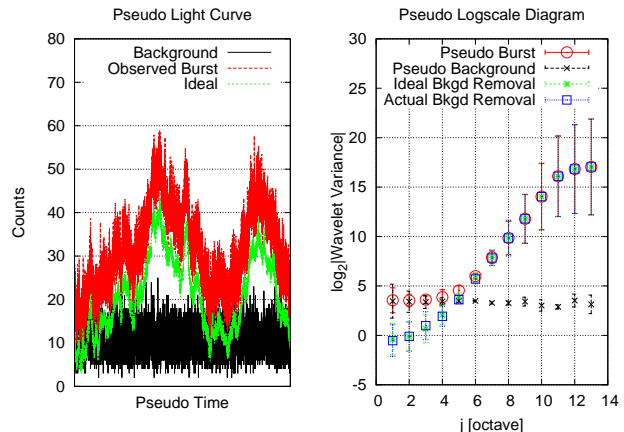 Pseudo Light Curve
80
70
60
50
40
30
20
10
0
Counts
Background
Observed Burst
Ideal
Pseudo Time
Pseudo Logscale Diagram
30
25
20
15
10
5
0
-5
log2|Wavelet Variance|
Pseudo Burst
Pseudo Background
Ideal Bkgd Removal
Actual Bkgd Removal
0 2 4 6 8 10 12 14
j [octave]